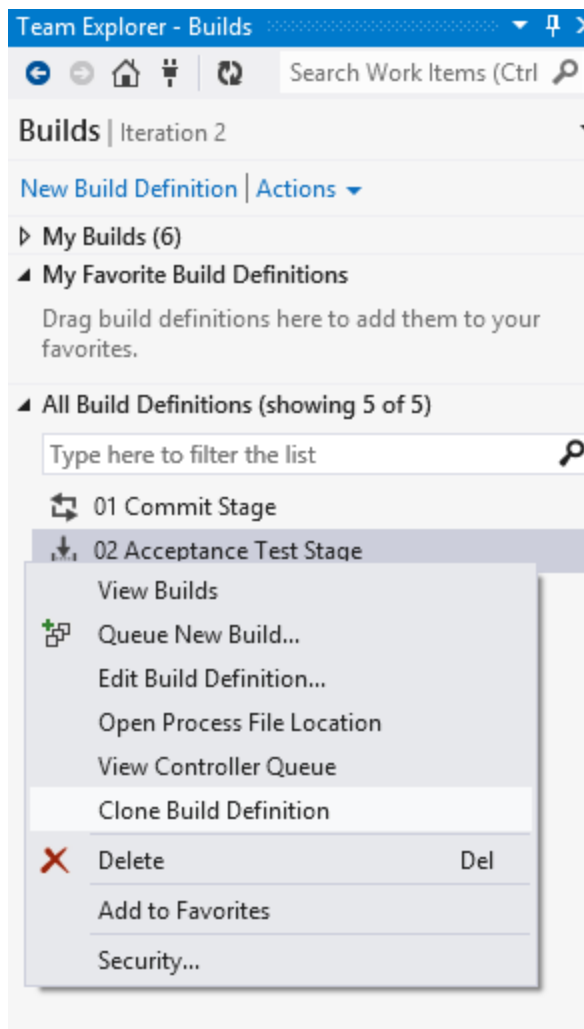 Team Explorer - Builds
Search Work Items (Ctrl
Builds | Iteration 2
New Build Definition | Actions
My Builds (6)
My Favorite Build Definitions
Drag build definitions here to add them to your
favorites.
All Build Definitions (showing 5 of 5)
Type here to filter the list
01 Commit Stage
02 Acceptance Test Stage
View Builds
Queue New Build...
Edit Build Definition...
Open Process File Location
View Controller Queue
Clone Build Definition
Delete Del
Add to Favorites
Security...